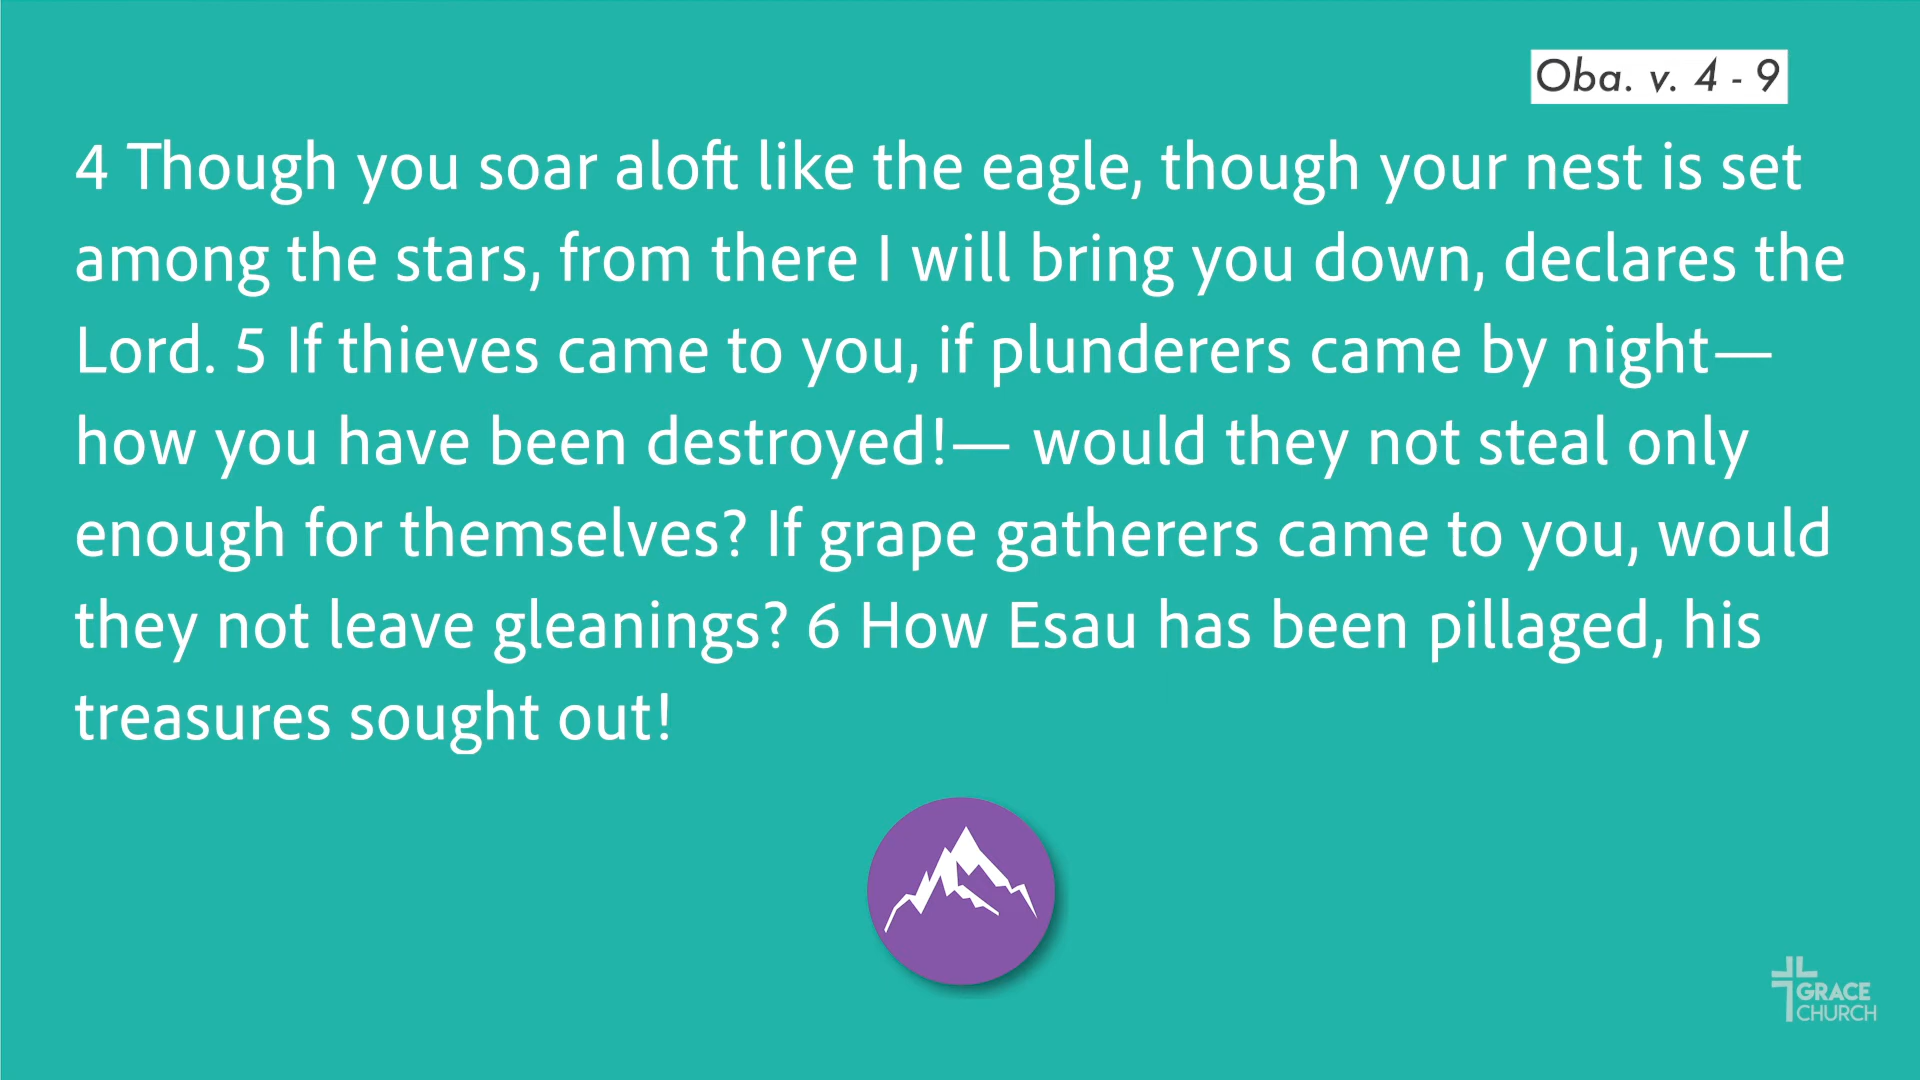 Oba. v. 4 - 9
4 Though you soar aloft like the eagle, though your nest is set
among the stars, from there I will bring you down, declares the
Lord. 5 If thieves came to you, if plunderers came by night—
how you have been destroyed!— would they not steal only
enough for themselves? If grape gatherers came to you, would
they not leave gleanings? 6 How Esau has been pillaged, his
treasures sought out!
GRACE
CHURCH